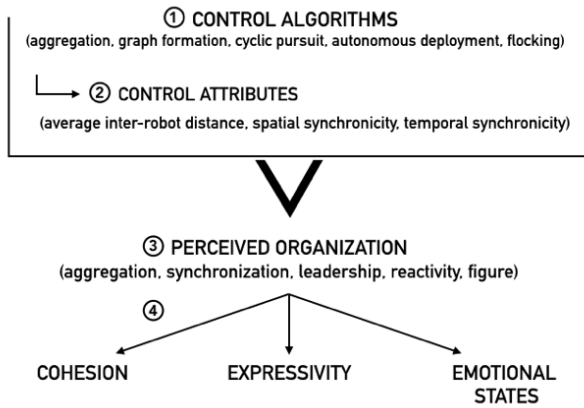 ① CONTROL ALGORITHMS
(aggregation, graph formation, cyclic pursuit, autonomous deployment, flocking)
② CONTROL ATTRIBUTES
(average inter-robot distance, spatial synchronicity, temporal synchronicity)
③ PERCEIVED ORGANIZATION
(aggregation, synchronization, leadership, reactivity, figure)
④
COHESION EXPRESSIVITY EMOTIONAL
STATES